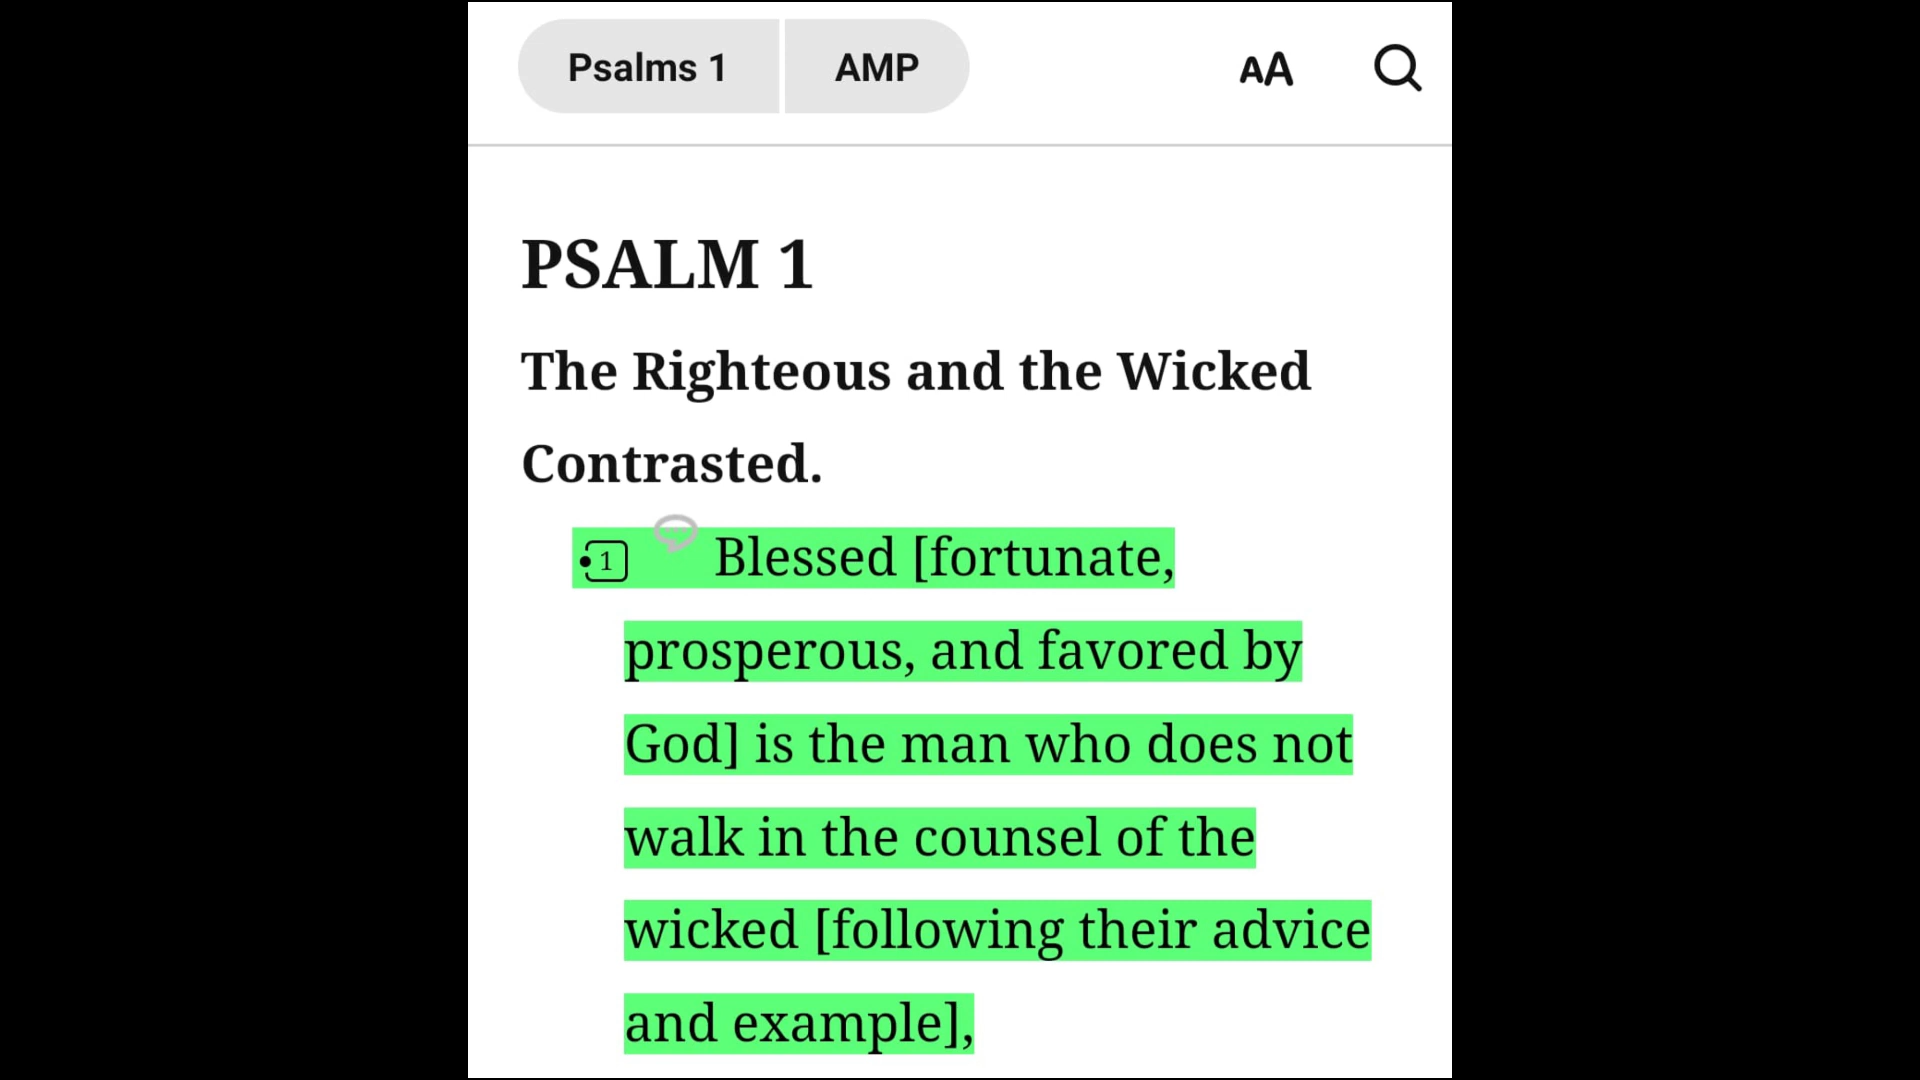 Psalms 1 AMP AA
PSALM 1
The Righteous and the Wicked
Contrasted.
1 Blessed [fortunate,
prosperous, and favored by
God] is the man who does not
walk in the counsel of the
wicked [following their advice
and example],